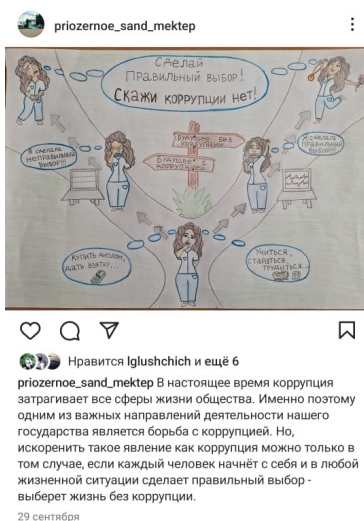 priozernoe_sand_mektep
Сделай
Правильный выбор!
Скажи коррупции нет!
Я сделала
неправильный
выбор!!!
Будущее без
коррупции
Будущее с
коррупцией
Я сделала
правильный
выбор!!!
Купить диплом,
дать взятку...
Учиться,
стараться,
трудиться...
Нравится lglushchich и ещё 6
priozernoe_sand_mektep В настоящее время коррупция
затрагивает все сферы жизни общества. Именно поэтому
одним из важных направлений деятельности нашего
государства является борьба с коррупцией. Но,
искоренить такое явление как коррупция можно только в
том случае, если каждый человек начнёт с себя и в любой
жизненной ситуации сделает правильный выбор -
выберет жизнь без коррупции.
29 сентября